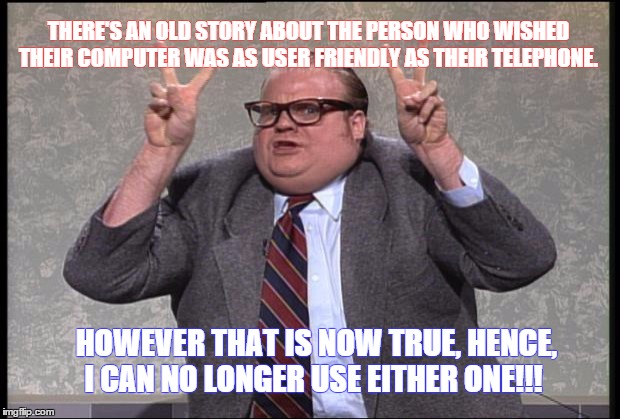 THERE'S AN OLD STORY ABOUT THE PERSON WHO WISHED
THEIR COMPUTER WAS AS USER FRIENDLY AS THEIR TELEPHONE.
HOWEVER THAT IS NOW TRUE, HENCE,
I CAN NO LONGER USE EITHER ONE!!!
imgflip.com